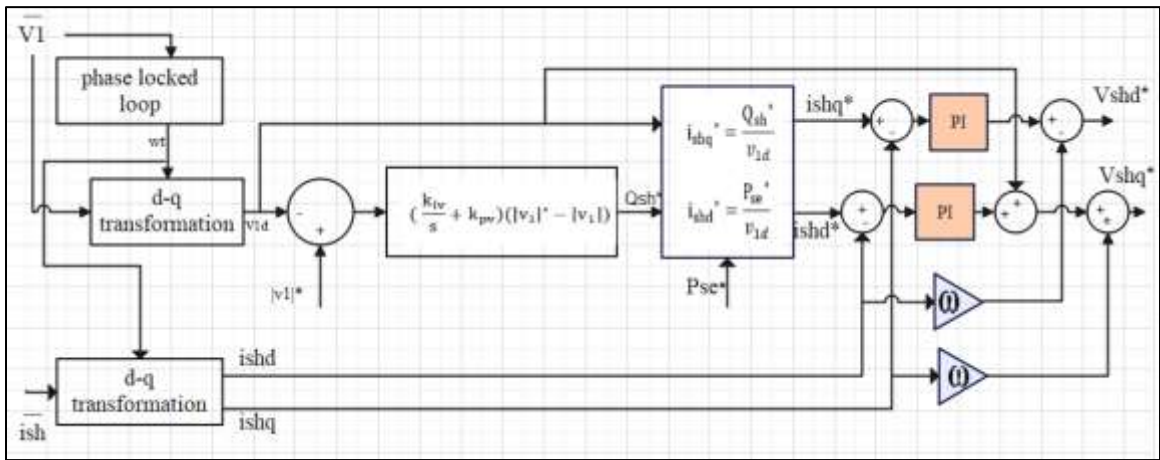 V1
phase locked
loop
wt
d-q
transformation
v1d
-
+
|v1|*
(kiv/s + kpv)(|v1|* − |v1|)
Qsh*
ishq* = Qsh*/v1d
ishd* = Pse*/v1d
Pse*
ishq*
ishd*
+
-
PI
+
-
Vshd*
+
-
PI
+
+
+
+
Vshq*
ω
ω
ish
d-q
transformation
ishd
ishq